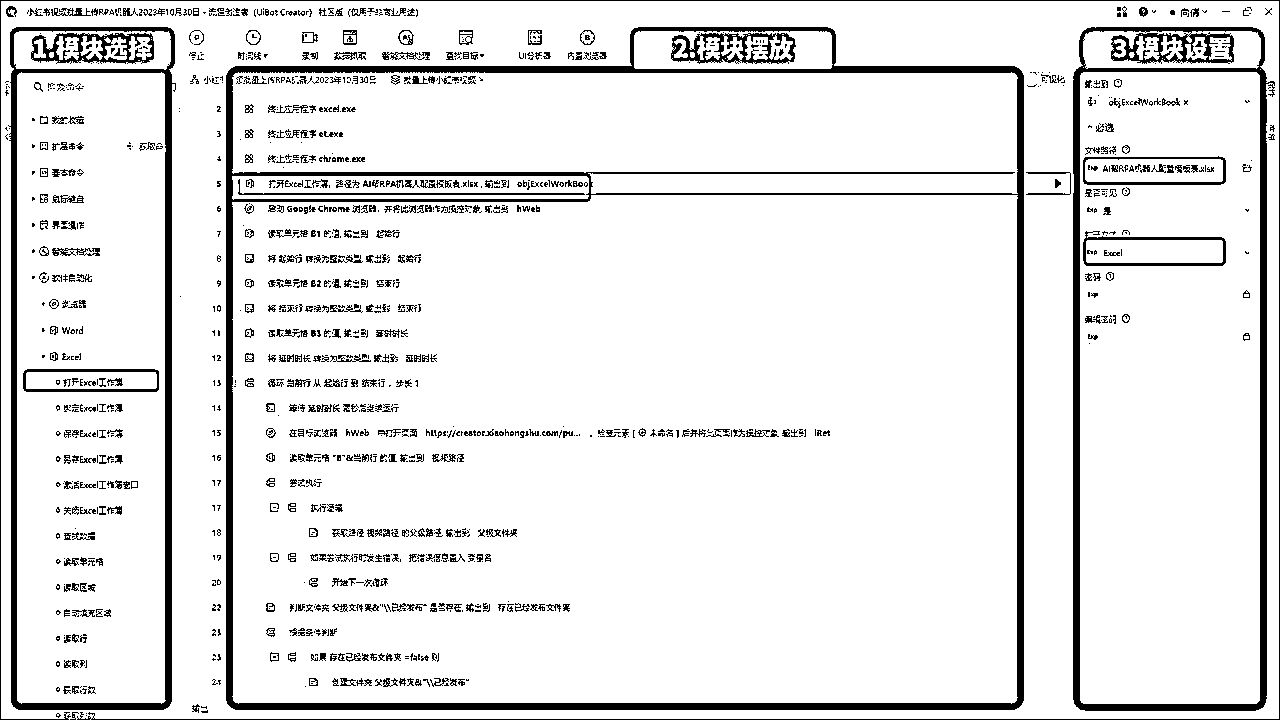 小红书视频批量上传RPA机器人2023年10月30日 - 流程创造者 (UiBot Creator) 社区版 (仅用于非商业用途)
1.模块选择
2.模块摆放
3.模块设置
停止
时间线
录制
数据抓取
智能文档处理
查找目标
UI分析器
内置浏览器
小红书
批量上传RPA机器人2023年10月30日
批量上传小红书视频
可视化
搜索命令
我的收藏
扩展命令
基本命令
鼠标键盘
界面操作
智能文档处理
软件自动化
浏览器
Word
Excel
打开Excel工作簿
绑定Excel工作簿
保存Excel工作簿
另存Excel工作簿
激活Excel工作簿窗口
关闭Excel工作簿
查找数据
读取单元格
读取区域
自动填充区域
读取行
读取列
获取行数
获取列数
2 终止应用程序 excel.exe
3 终止应用程序 et.exe
4 终止应用程序 chrome.exe
5 打开Excel工作簿，路径为 AI帮RPA机器人配置模板表.xlsx , 输出到 objExcelWorkBook
6 启动 Google Chrome 浏览器，并将此浏览器作为操控对象, 输出到 hWeb
7 读取单元格 B1 的值, 输出到 起始行
8 将 起始行 转换为整数类型, 输出到 起始行
9 读取单元格 B2 的值, 输出到 结束行
10 将 结束行 转换为整数类型, 输出到 结束行
11 读取单元格 B3 的值, 输出到 延时时长
12 将 延时时长 转换为整数类型, 输出到 延时时长
13 循环 当前行 从 起始行 到 结束行 , 步长 1
14 等待 延时时长 毫秒后继续运行
15 在目标浏览器 hWeb 中打开页面 https://creator.xiaohongshu.com/pu... , 检查元素 [ 未命名 ] 后并将此页面作为操控对象, 输出到 iRet
16 读取单元格 "B"&当前行 的值, 输出到 视频路径
17 尝试执行
17 执行逻辑
18 获取路径 视频路径 的父级路径, 输出到 父级文件夹
19 如果尝试执行时发生错误，把错误信息置入 变量名
20 开始下一次循环
22 判断文件夹 父级文件夹&"\\已经发布" 是否存在, 输出到 存在已经发布文件夹
23 根据条件判断
23 如果 存在已经发布文件夹 =false 则
24 创建文件夹 父级文件夹&"\\已经发布"
输出
输出到
objExcelWorkBook
必选
文件路径
Exp AI帮RPA机器人配置模板表.xlsx
是否可见
Exp 是
打开方式
Exp Excel
密码
Exp
编辑密码
Exp